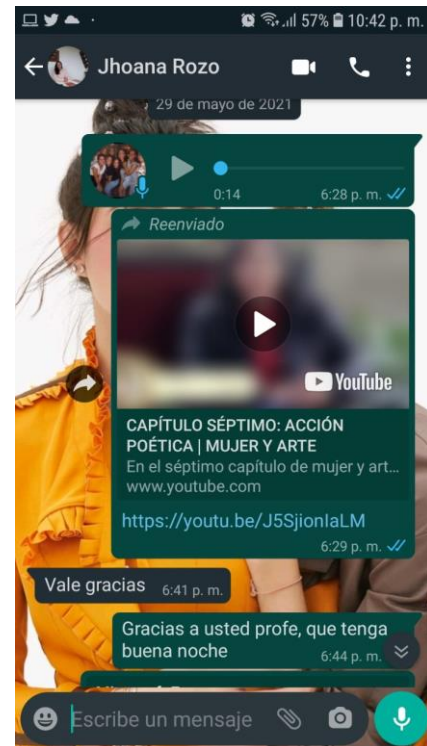 57% 10:42 p. m.
Jhoana Rozo
29 de mayo de 2021
0:14 6:28 p. m.
Reenviado
YouTube
CAPÍTULO SÉPTIMO: ACCIÓN
POÉTICA | MUJER Y ARTE
En el séptimo capítulo de mujer y art...
www.youtube.com
https://youtu.be/J5SjionIaLM
6:29 p. m.
Vale gracias 6:41 p. m.
Gracias a usted profe, que tenga
buena noche 6:44 p. m.
Escribe un mensaje